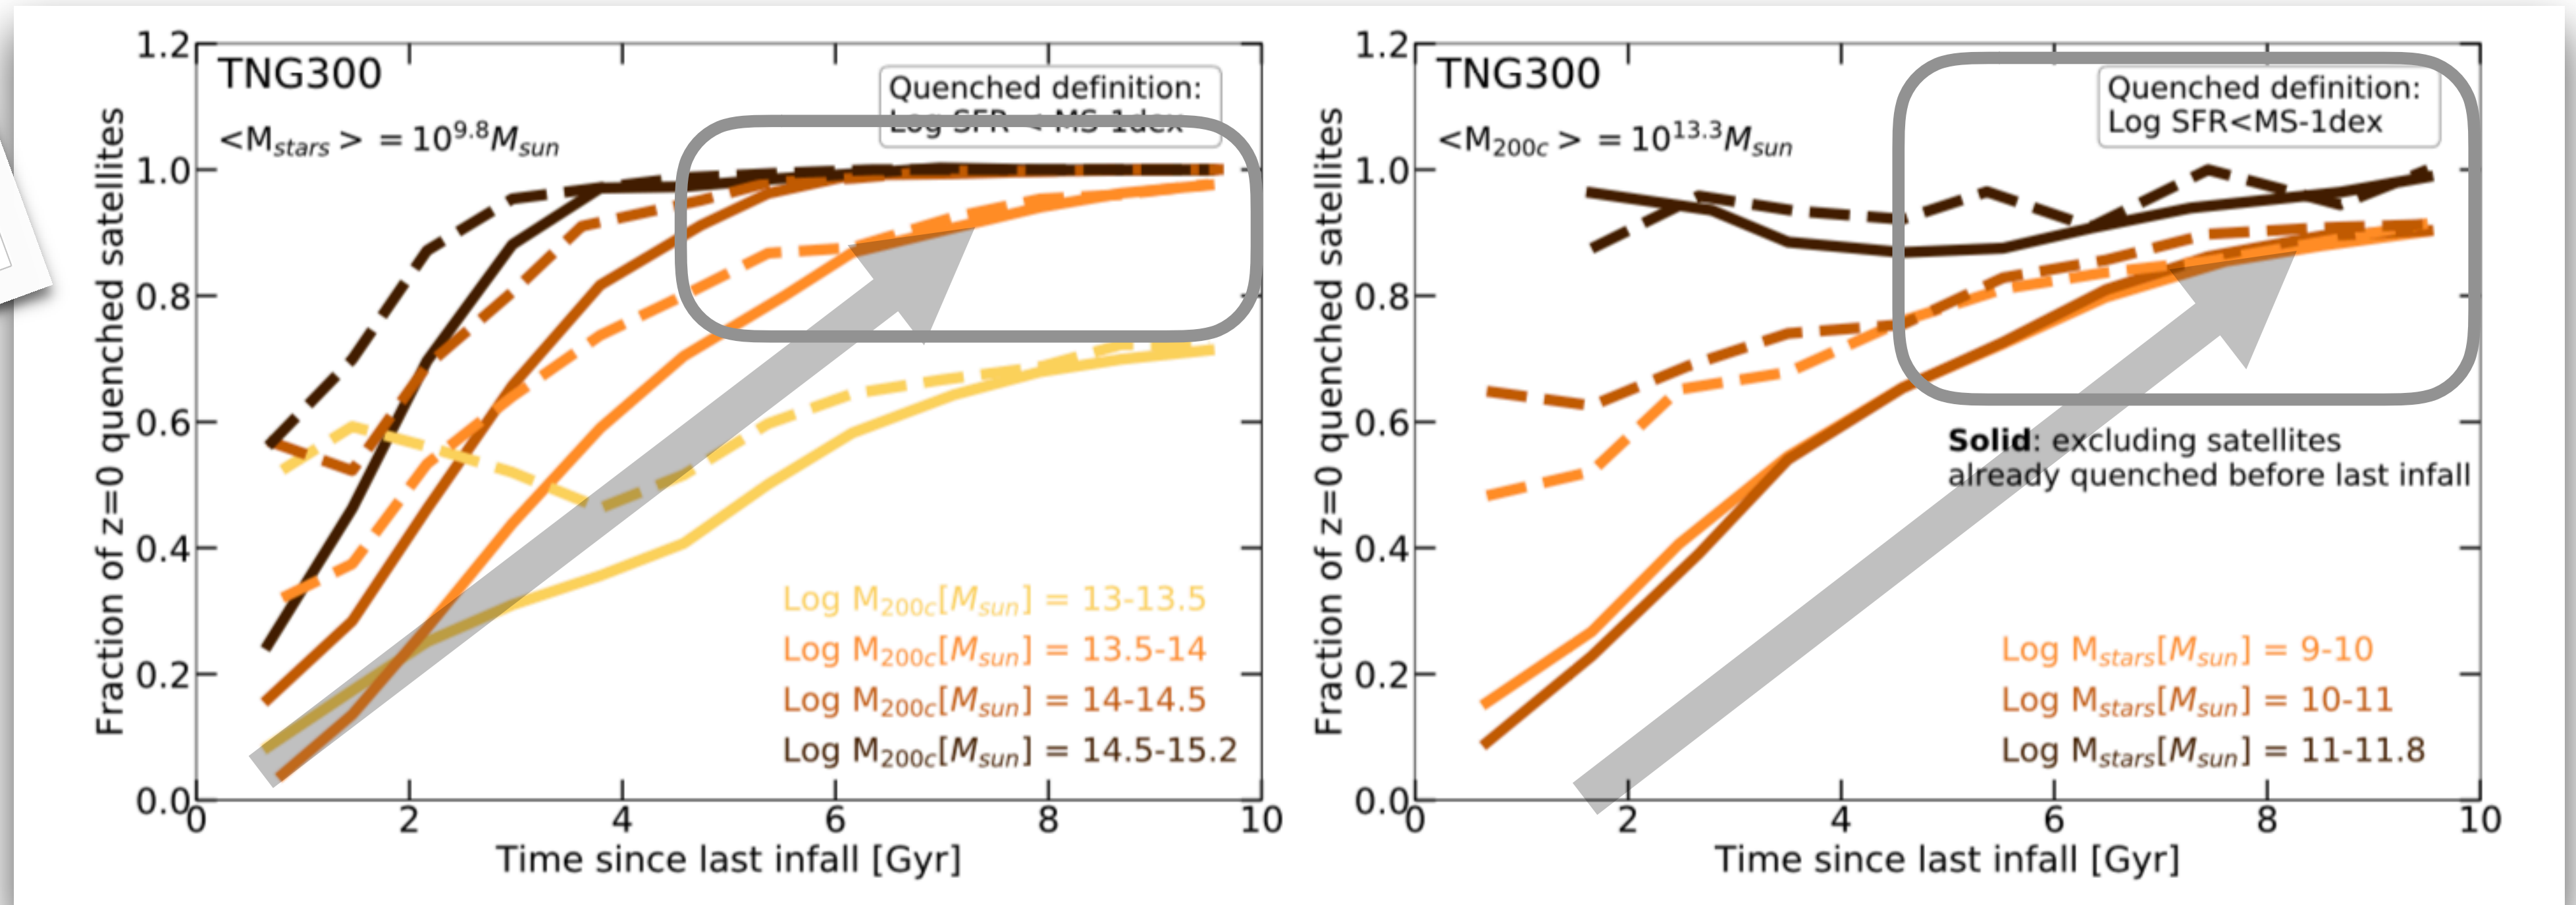 TNG300
<M_stars> = 10^9.8 M_sun
Quenched definition:
Log SFR < MS-1dex
Fraction of z=0 quenched satellites
1.2
1.0
0.8
0.6
0.4
0.2
0.0
Log M_200c[M_sun] = 13-13.5
Log M_200c[M_sun] = 13.5-14
Log M_200c[M_sun] = 14-14.5
Log M_200c[M_sun] = 14.5-15.2
0 2 4 6 8 10
Time since last infall [Gyr]
TNG300
<M_200c> = 10^13.3 M_sun
Quenched definition:
Log SFR<MS-1dex
Fraction of z=0 quenched satellites
1.2
1.0
0.8
0.6
0.4
0.2
0.0
Solid: excluding satellites
already quenched before last infall
Log M_stars[M_sun] = 9-10
Log M_stars[M_sun] = 10-11
Log M_stars[M_sun] = 11-11.8
0 2 4 6 8 10
Time since last infall [Gyr]